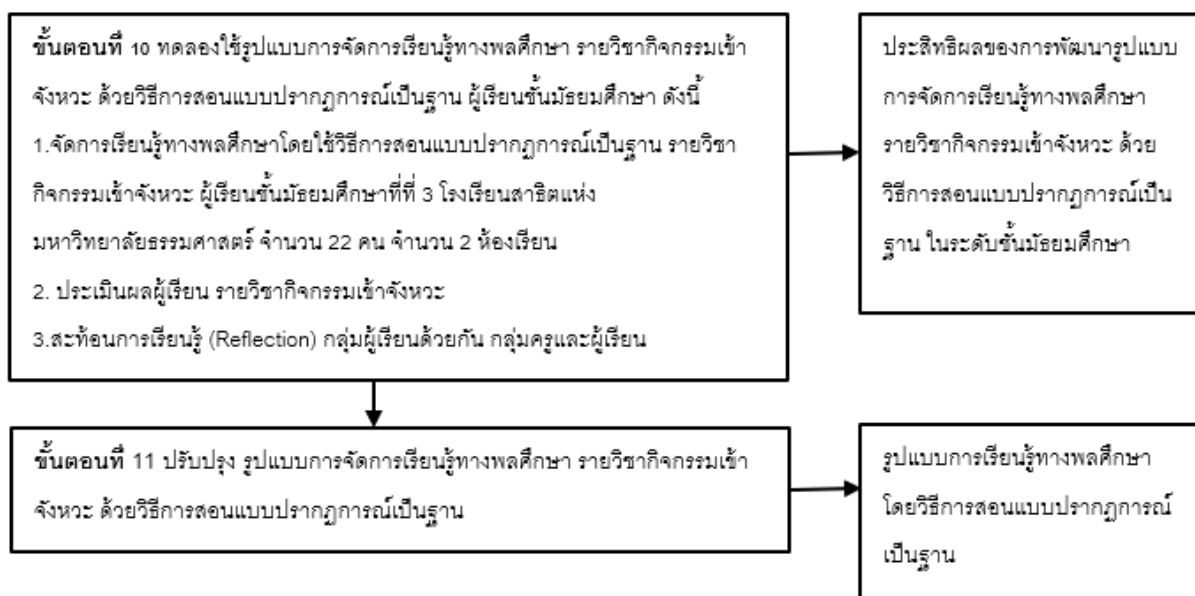 ขั้นตอนที่ 10 ทดลองใช้รูปแบบการจัดการเรียนรู้ทางพลศึกษา รายวิชากิจกรรมเข้า
จังหวะ ด้วยวิธีการสอนแบบปรากฏการณ์เป็นฐาน ผู้เรียนชั้นมัธยมศึกษา ดังนี้
1.จัดการเรียนรู้ทางพลศึกษาโดยใช้วิธีการสอนแบบปรากฏการณ์เป็นฐาน รายวิชา
กิจกรรมเข้าจังหวะ ผู้เรียนชั้นมัธยมศึกษาที่ที่ 3 โรงเรียนสาธิตแห่ง
มหาวิทยาลัยธรรมศาสตร์ จำนวน 22 คน จำนวน 2 ห้องเรียน
2. ประเมินผลผู้เรียน รายวิชากิจกรรมเข้าจังหวะ
3.สะท้อนการเรียนรู้ (Reflection) กลุ่มผู้เรียนด้วยกัน กลุ่มครูและผู้เรียน
ประสิทธิผลของการพัฒนารูปแบบ
การจัดการเรียนรู้ทางพลศึกษา
รายวิชากิจกรรมเข้าจังหวะ ด้วย
วิธีการสอนแบบปรากฏการณ์เป็น
ฐาน ในระดับชั้นมัธยมศึกษา
ขั้นตอนที่ 11 ปรับปรุง รูปแบบการจัดการเรียนรู้ทางพลศึกษา รายวิชากิจกรรมเข้า
จังหวะ ด้วยวิธีการสอนแบบปรากฏการณ์เป็นฐาน
รูปแบบการเรียนรู้ทางพลศึกษา
โดยวิธีการสอนแบบปรากฏการณ์
เป็นฐาน